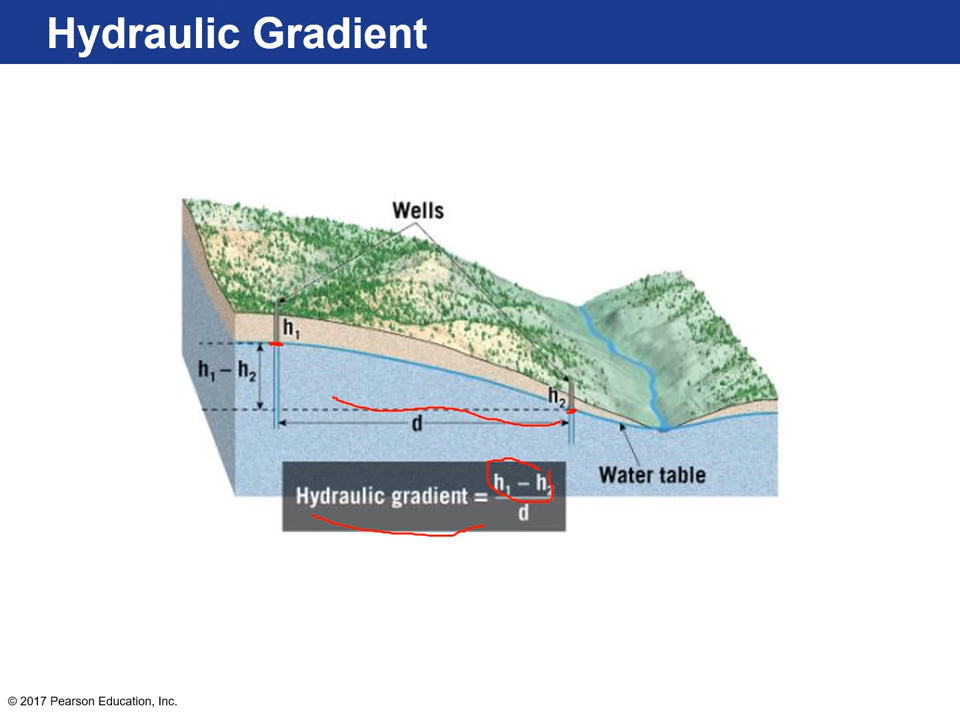 Hydraulic Gradient
Wells
h₁
h₁ – h₂
h₂
d
Water table
Hydraulic gradient = h₁ – h₂
d
© 2017 Pearson Education, Inc.